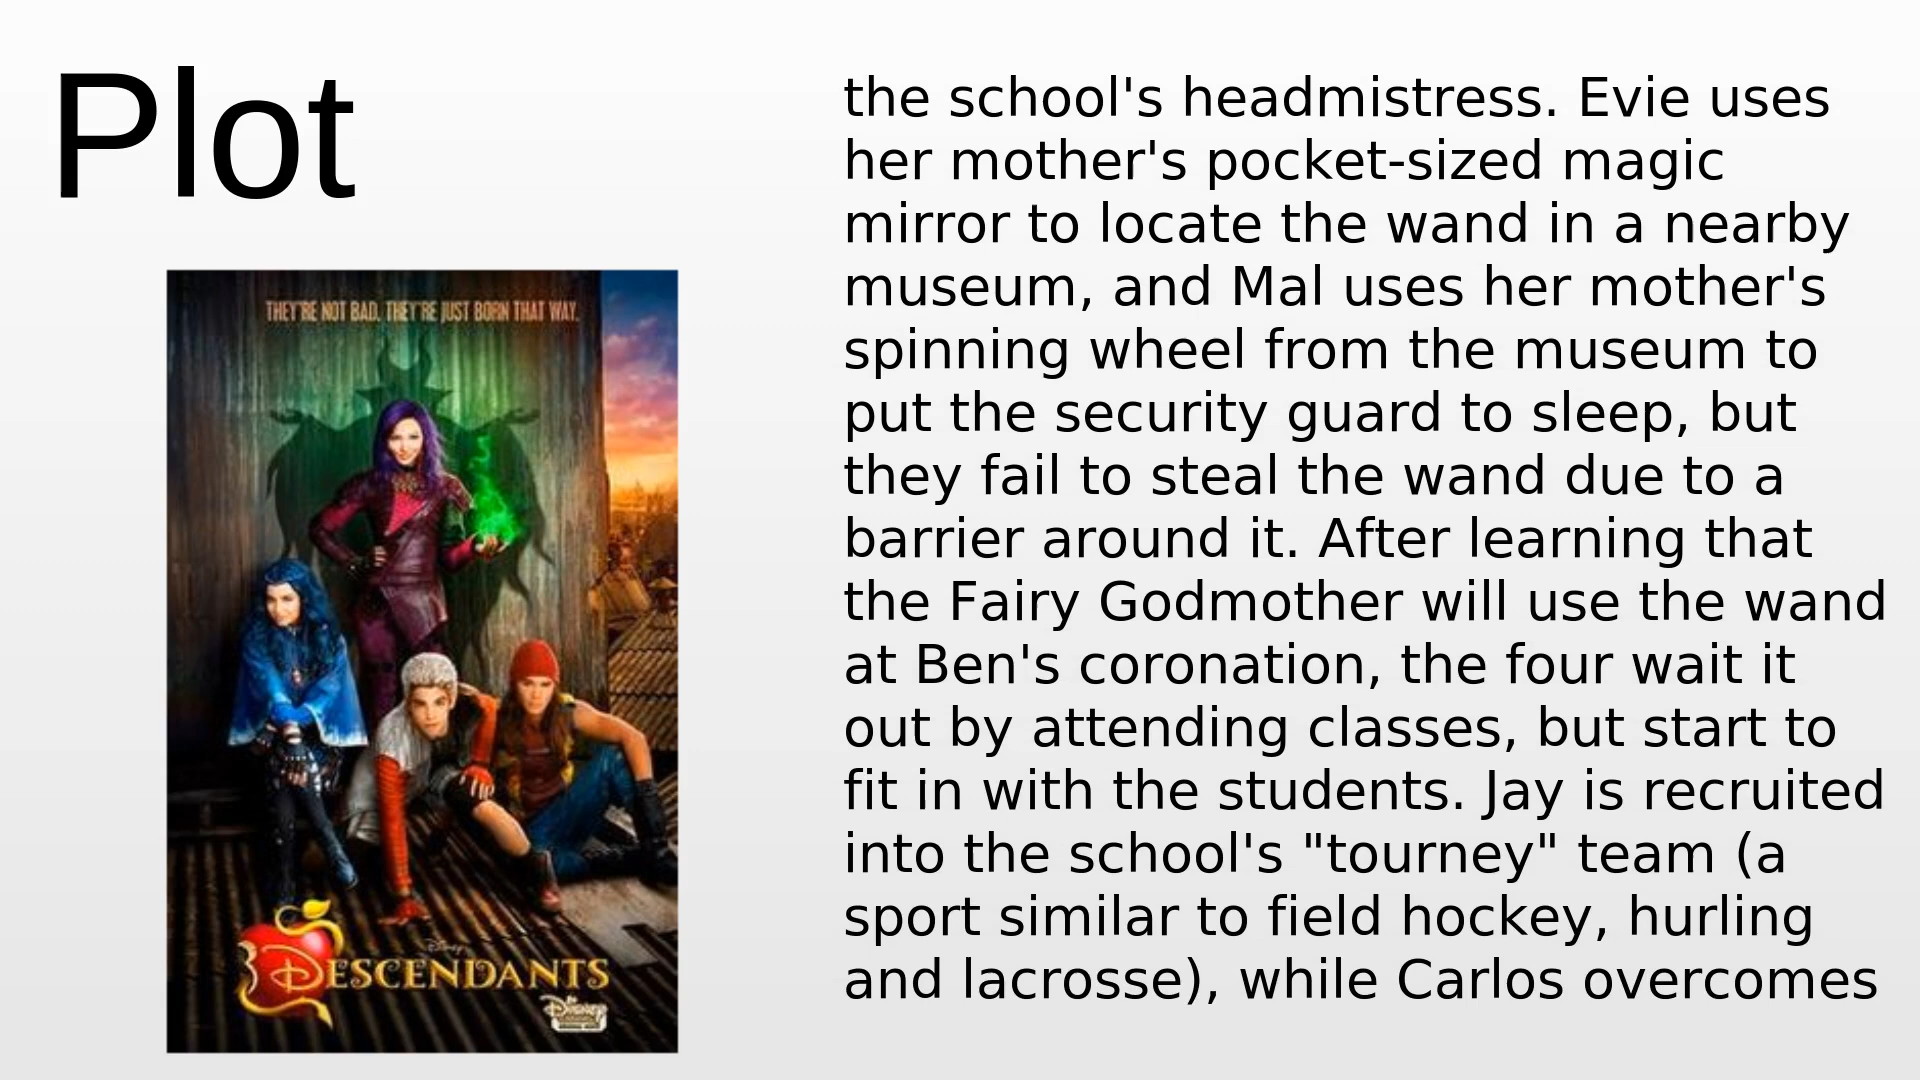 Plot
THEY'RE NOT BAD, THEY'RE JUST BORN THAT WAY.
Disney
DESCENDANTS
Disney
the school's headmistress. Evie uses
her mother's pocket-sized magic
mirror to locate the wand in a nearby
museum, and Mal uses her mother's
spinning wheel from the museum to
put the security guard to sleep, but
they fail to steal the wand due to a
barrier around it. After learning that
the Fairy Godmother will use the wand
at Ben's coronation, the four wait it
out by attending classes, but start to
fit in with the students. Jay is recruited
into the school's "tourney" team (a
sport similar to field hockey, hurling
and lacrosse), while Carlos overcomes